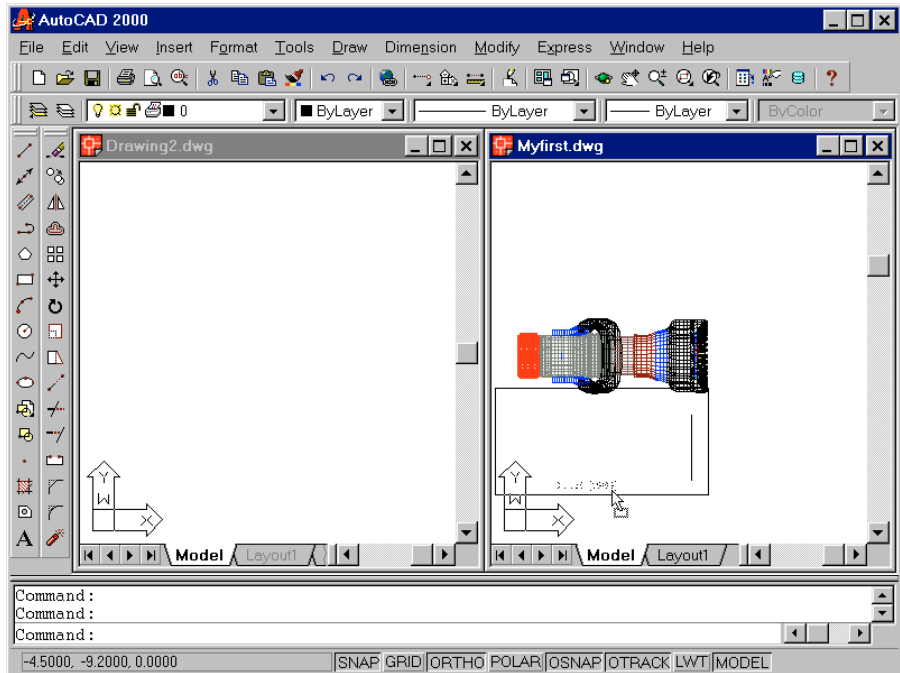 AutoCAD 2000
File Edit View Insert Format Tools Draw Dimension Modify Express Window Help
0 ByLayer ByLayer ByLayer ByColor
Drawing2.dwg
Myfirst.dwg
Y
W
X
Model Layout1
Y
W
X
Model Layout1
Command:
Command:
Command:
-4.5000, -9.2000, 0.0000 SNAP GRID ORTHO POLAR OSNAP OTRACK LWT MODEL